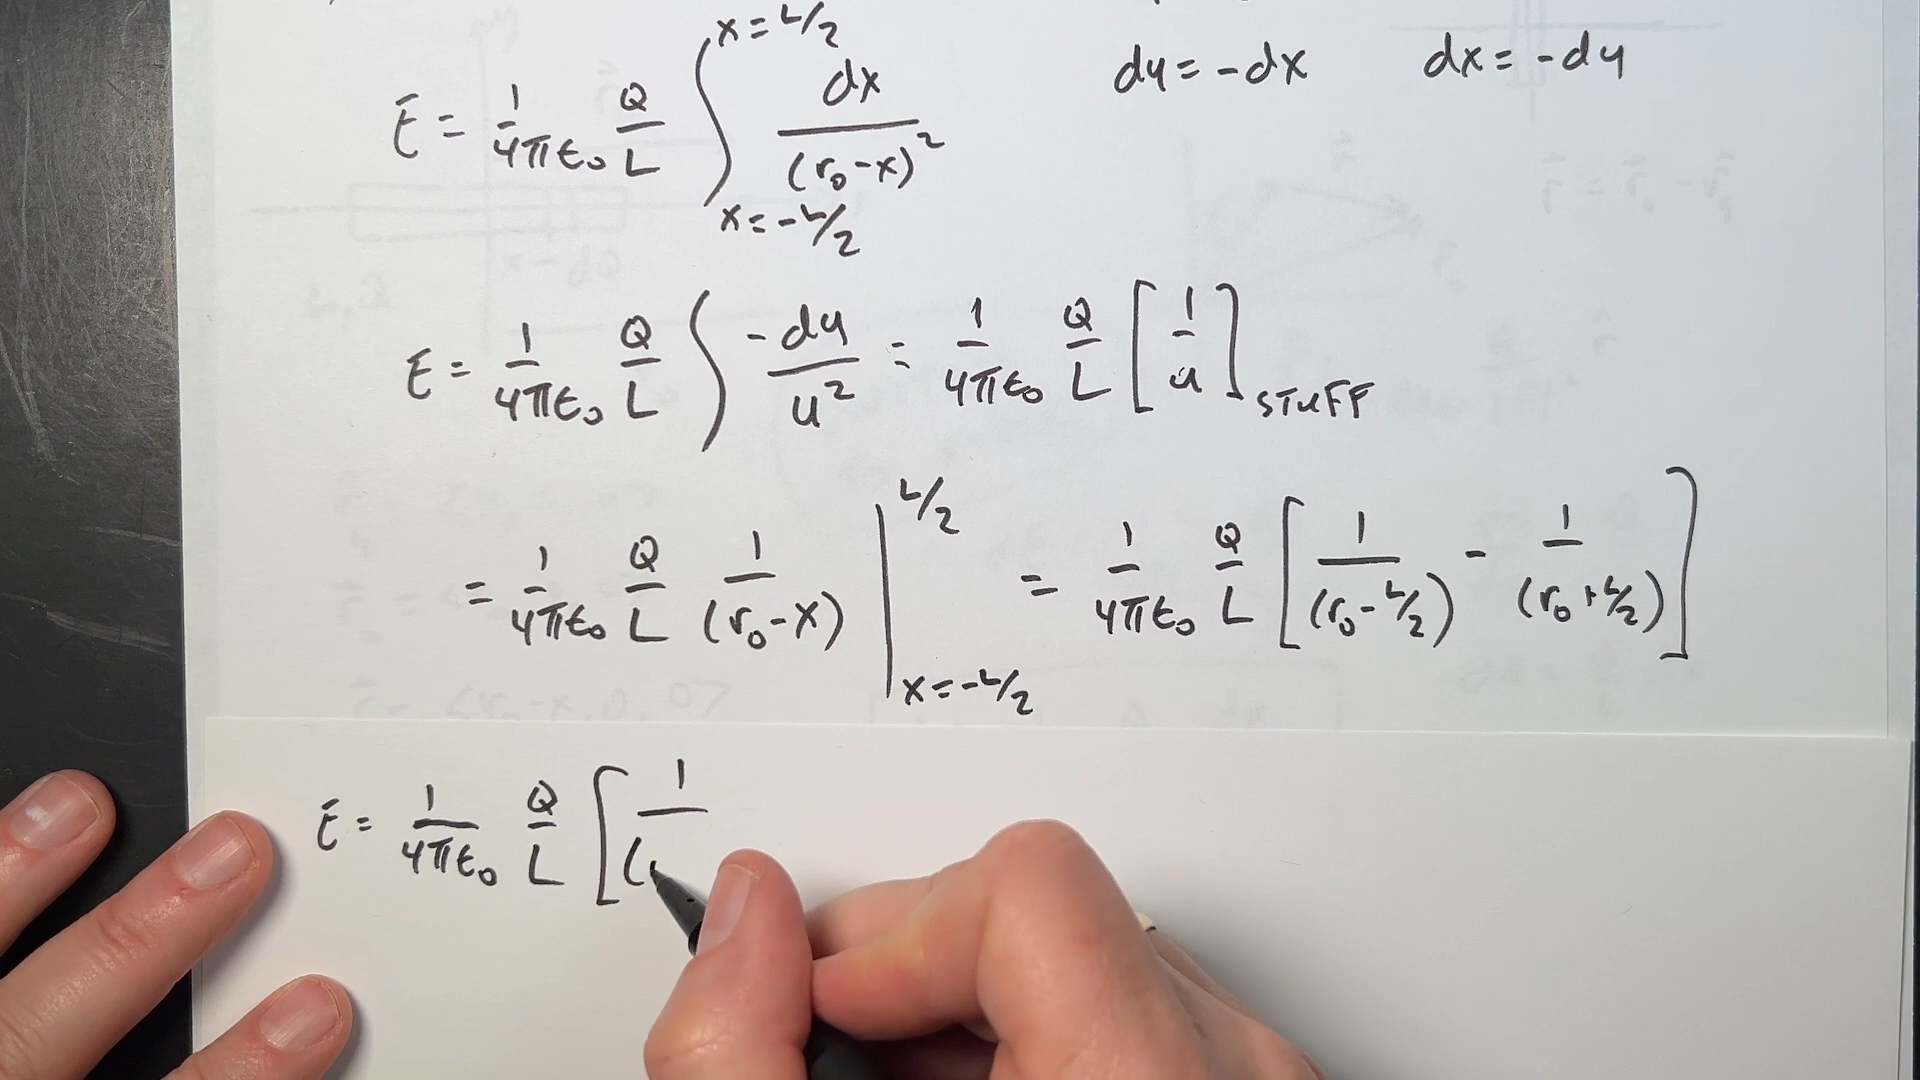 E = 1/4πε₀ Q/L ∫_{x=-L/2}^{x=L/2} dx/(r₀-x)² du = -dx dx = -du
E = 1/4πε₀ Q/L ∫ -du/u² = 1/4πε₀ Q/L [1/u]_{STUFF}
= 1/4πε₀ Q/L 1/(r₀-x) |_{x=-L/2}^{L/2} = 1/4πε₀ Q/L [1/(r₀-L/2) - 1/(r₀+L/2)]
E = 1/4πε₀ Q/L [1/(